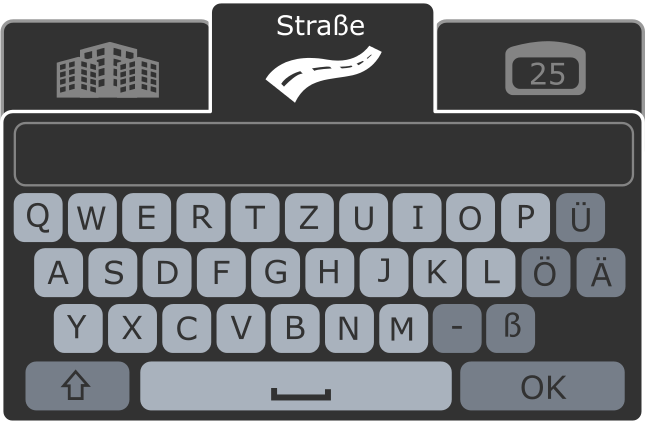 Straße
25
Q W E R T Z U I O P Ü
A S D F G H J K L Ö Ä
Y X C V B N M - ß
OK